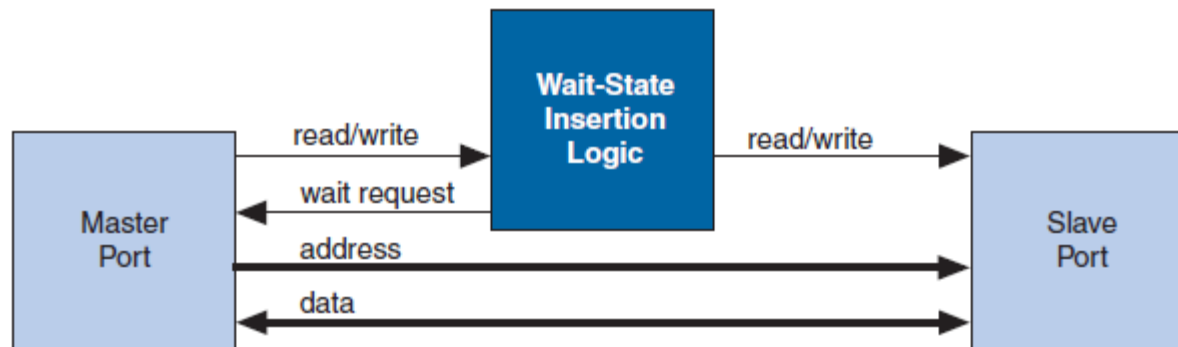 Wait-State
Insertion
Logic
read/write
read/write
wait request
Master
Port
address
data
Slave
Port